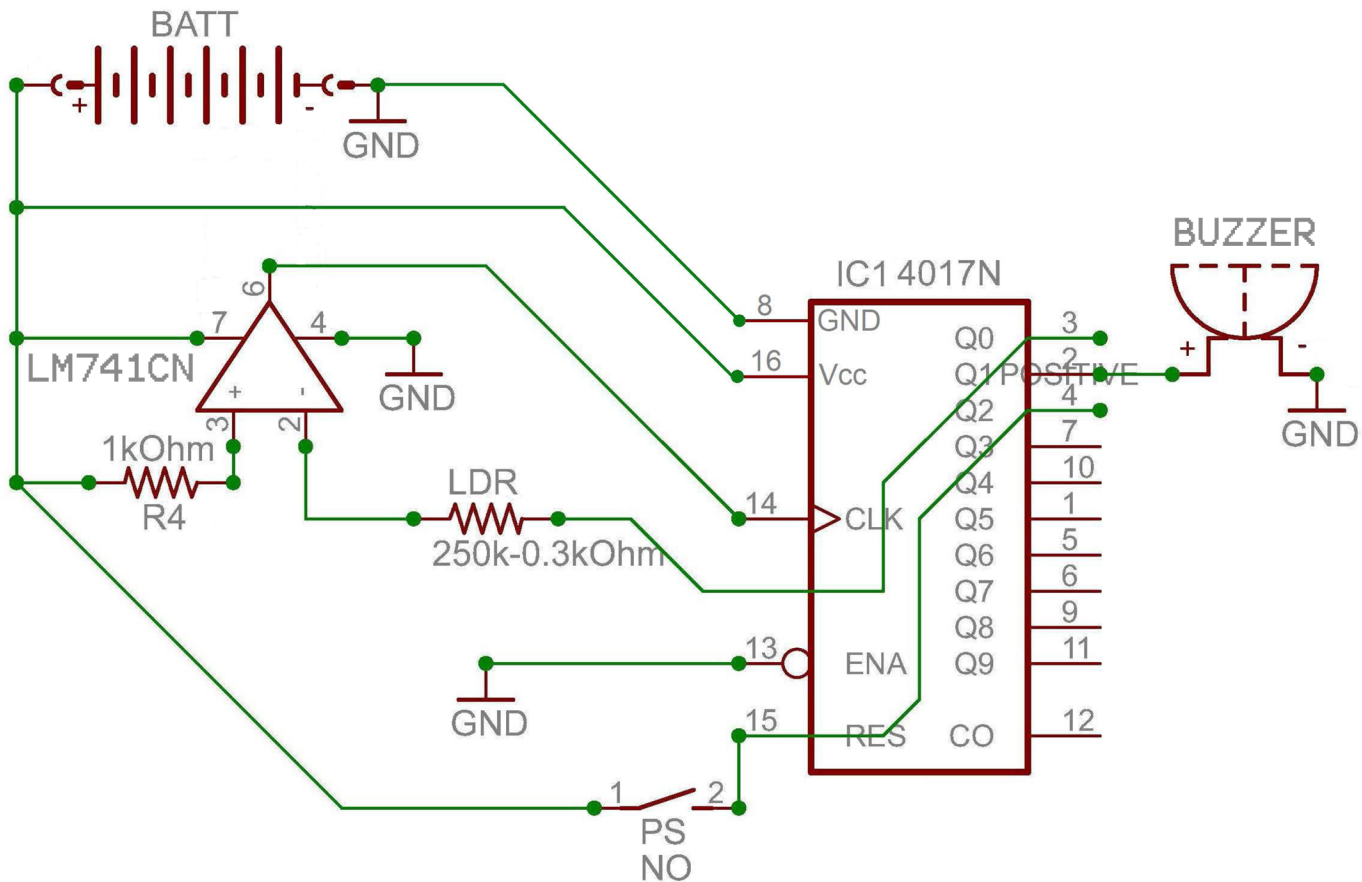 BATT
+
-
GND
BUZZER
IC1 4017N
6
8
GND
3
Q0
+
-
7
4
16
Vcc
2
Q1
POSITIVE
LM741CN
+
-
GND
4
Q2
GND
3
2
7
Q3
1kOhm
10
Q4
R4
LDR
14
CLK
1
Q5
250k-0.3kOhm
5
Q6
6
Q7
9
Q8
13
ENA
11
Q9
GND
15
RES
12
CO
1
2
PS
NO